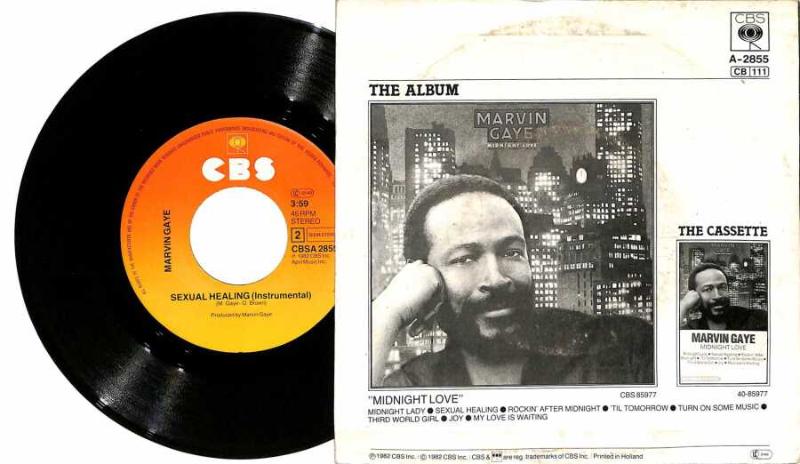 CBS
3:59
45 RPM
STEREO
2
CBSA 2855
℗ 1982 CBS Inc.
April Music Inc.
MARVIN GAYE
SEXUAL HEALING (Instrumental)
(M. Gaye- O. Brown)
Produced by Marvin Gaye
CBS
A-2855
CB 111
THE ALBUM
MARVIN
GAYE
MIDNIGHT LOVE
THE CASSETTE
MARVIN GAYE
MIDNIGHT LOVE
"MIDNIGHT LOVE"
CBS 85977
40-85977
MIDNIGHT LADY ● SEXUAL HEALING ● ROCKIN' AFTER MIDNIGHT ● 'TIL TOMORROW ● TURN ON SOME MUSIC ●
THIRD WORLD GIRL ● JOY ● MY LOVE IS WAITING
℗ 1982 CBS Inc. / © 1982 CBS Inc. / CBS & are reg. trademarks of CBS Inc. / Printed in Holland